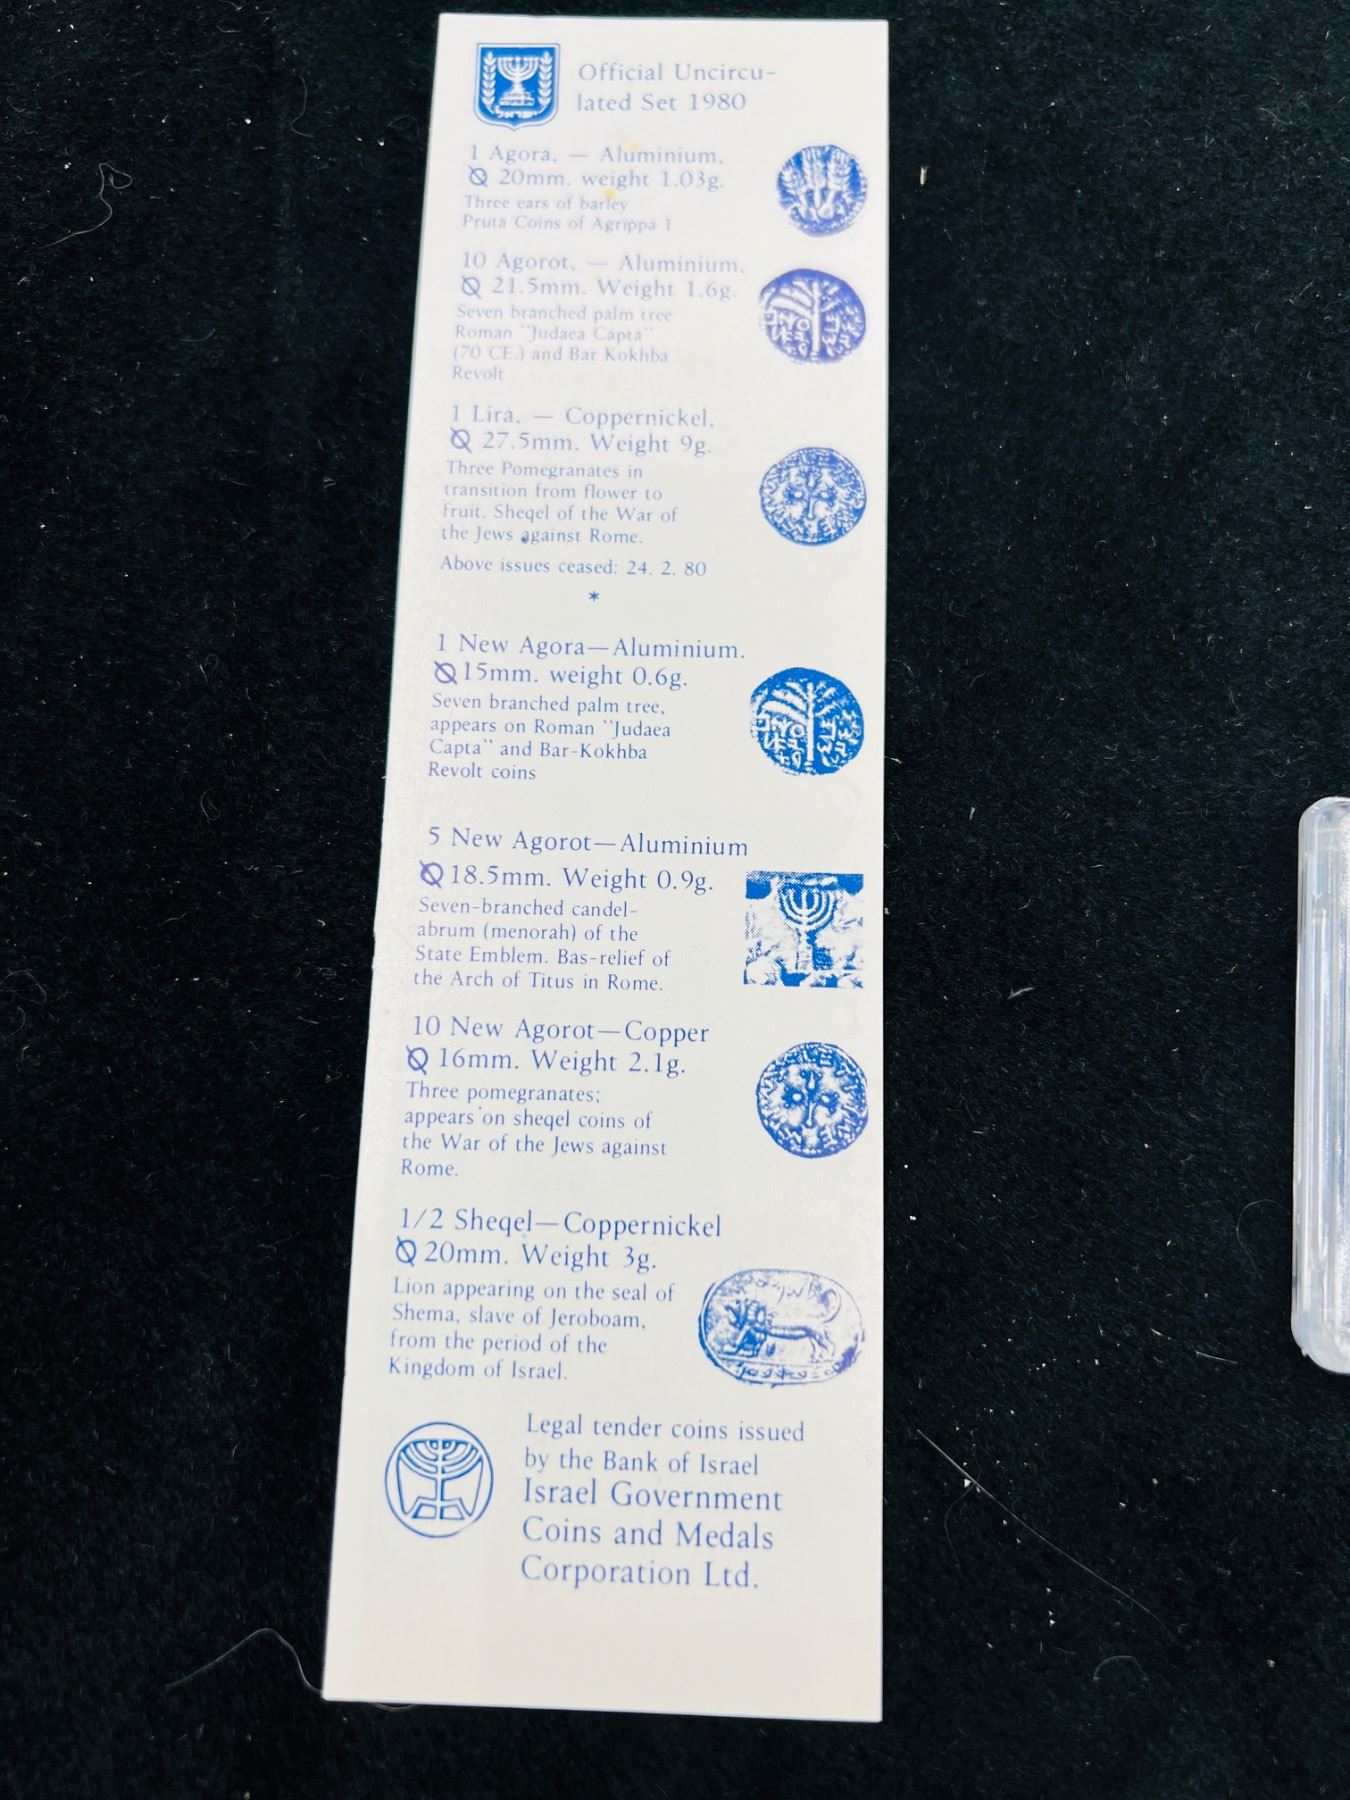 Official Uncircu-
lated Set 1980
1 Agora, — Aluminium,
Ø 20mm. weight 1.03g.
Three ears of barley
Pruta Coins of Agrippa 1
10 Agorot, — Aluminium,
Ø 21.5mm. Weight 1.6g.
Seven branched palm tree
Roman "Judaea Capta"
(70 CE.) and Bar Kokhba
Revolt
1 Lira, — Coppernickel,
Ø 27.5mm. Weight 9g.
Three Pomegranates in
transition from flower to
fruit. Sheqel of the War of
the Jews against Rome.
Above issues ceased: 24. 2. 80
*
1 New Agora—Aluminium.
Ø 15mm. weight 0.6g.
Seven branched palm tree,
appears on Roman "Judaea
Capta" and Bar-Kokhba
Revolt coins
5 New Agorot—Aluminium
Ø 18.5mm. Weight 0.9g.
Seven-branched candel-
abrum (menorah) of the
State Emblem. Bas-relief of
the Arch of Titus in Rome.
10 New Agorot—Copper
Ø 16mm. Weight 2.1g.
Three pomegranates;
appears on sheqel coins of
the War of the Jews against
Rome.
1/2 Sheqel—Coppernickel
Ø 20mm. Weight 3g.
Lion appearing on the seal of
Shema, slave of Jeroboam,
from the period of the
Kingdom of Israel.
Legal tender coins issued
by the Bank of Israel
Israel Government
Coins and Medals
Corporation Ltd.